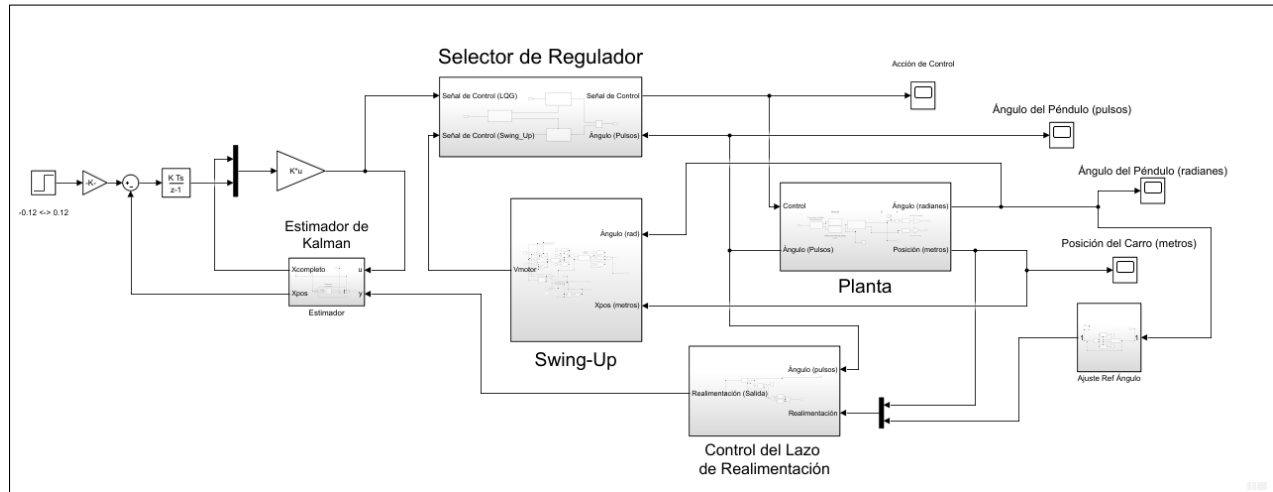 Selector de Regulador
Acción de Control
Señal de Control (LQG)
Señal de Control
Señal de Control (Swing_Up)
Ángulo (Pulsos)
Ángulo del Péndulo (pulsos)
-0.12 <-> 0.12
-K-
K Ts
z-1
K*u
Ángulo del Péndulo (radianes)
Control
Ángulo (radianes)
Ángulo (Pulsos)
Posición (metros)
Planta
Posición del Carro (metros)
Estimador de
Kalman
Xcompleto
u
Xpos
y
Estimador
Ángulo (rad)
Vmotor
Xpos (metros)
Swing-Up
1
1
Ajuste Ref Ángulo
Ángulo (pulsos)
Realimentación (Salida)
Realimentación
Control del Lazo
de Realimentación